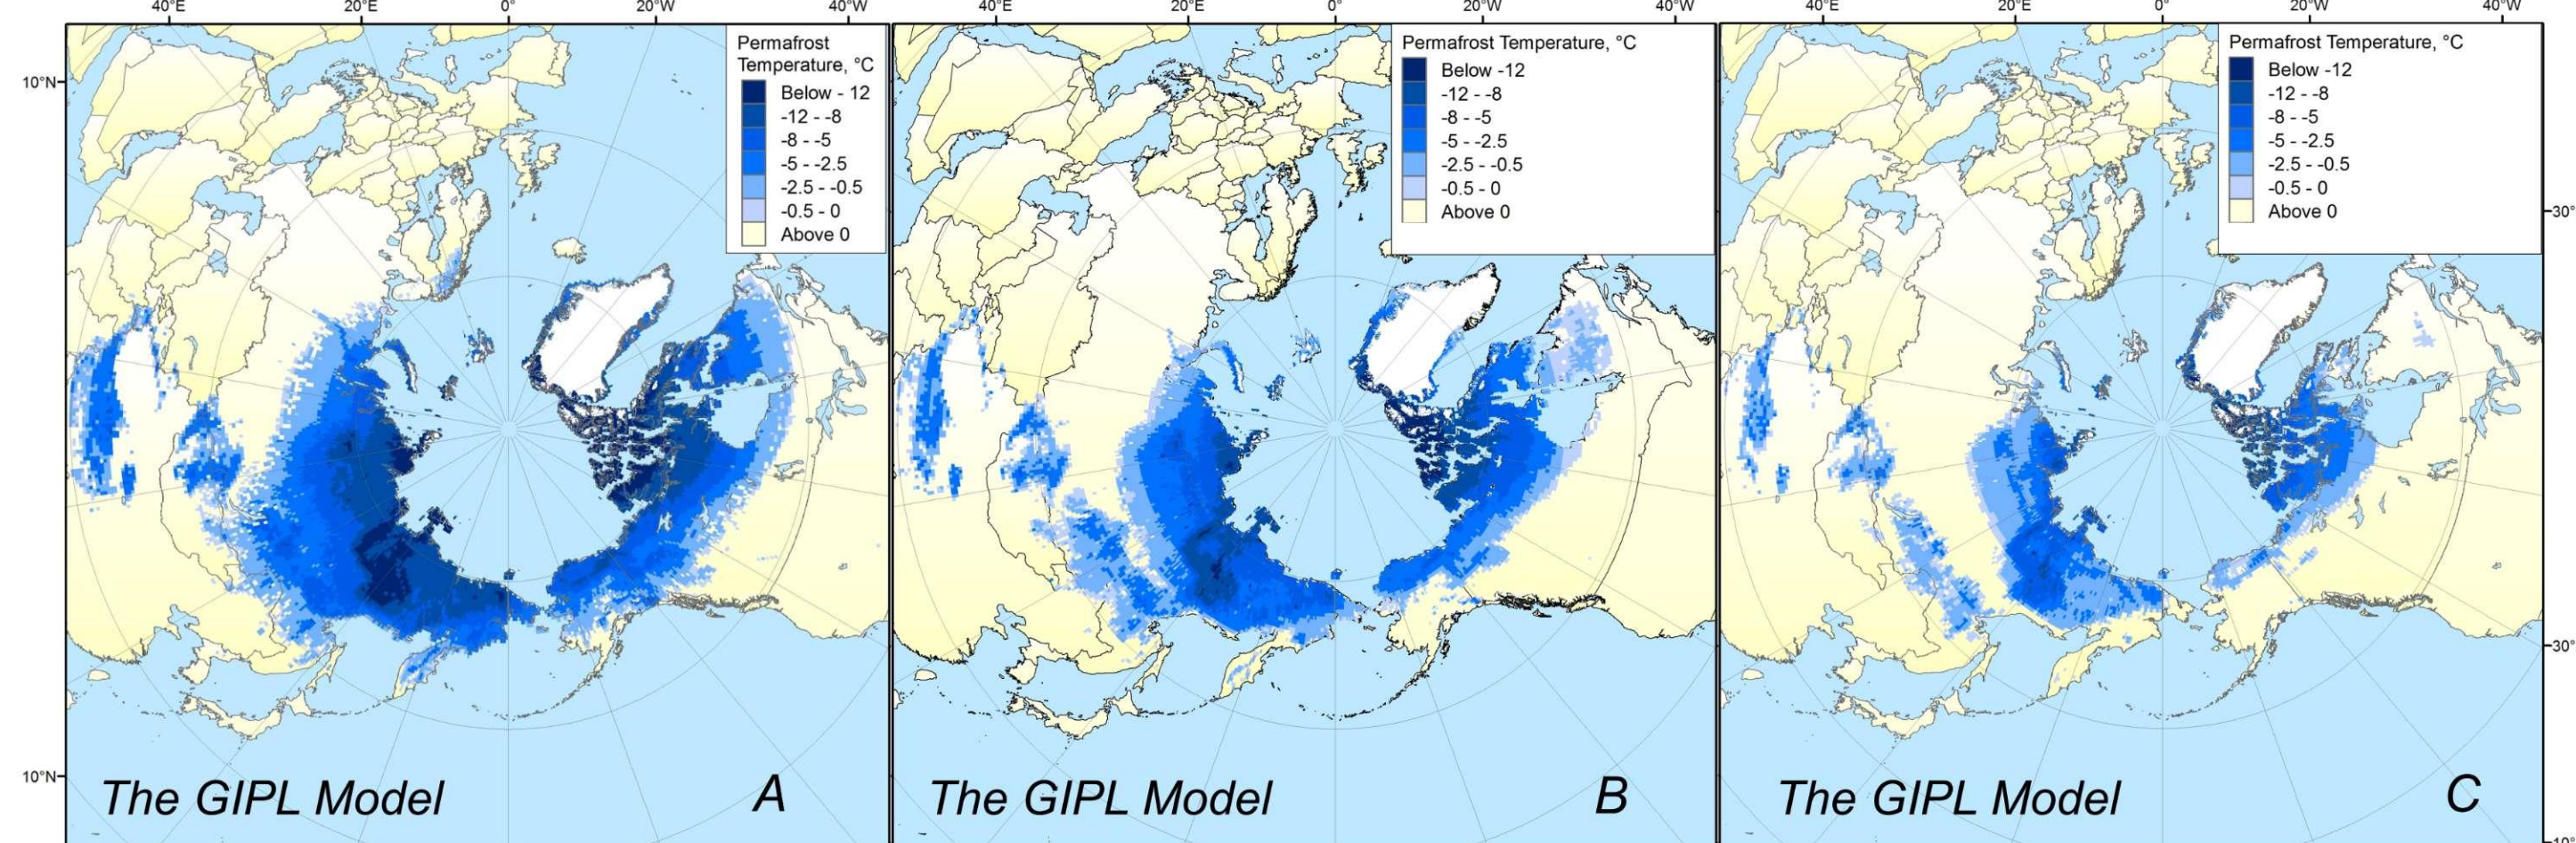 40°E 20°E 0° 20°W 40°W 40°E 20°E 0° 20°W 40°W 40°E 20°E 0° 20°W 40°W
10°N
30°
30°
10°N
10°
Permafrost
Temperature, °C
Below - 12
-12 - -8
-8 - -5
-5 - -2.5
-2.5 - -0.5
-0.5 - 0
Above 0
The GIPL Model A
Permafrost Temperature, °C
Below -12
-12 - -8
-8 - -5
-5 - -2.5
-2.5 - -0.5
-0.5 - 0
Above 0
The GIPL Model B
Permafrost Temperature, °C
Below -12
-12 - -8
-8 - -5
-5 - -2.5
-2.5 - -0.5
-0.5 - 0
Above 0
The GIPL Model C